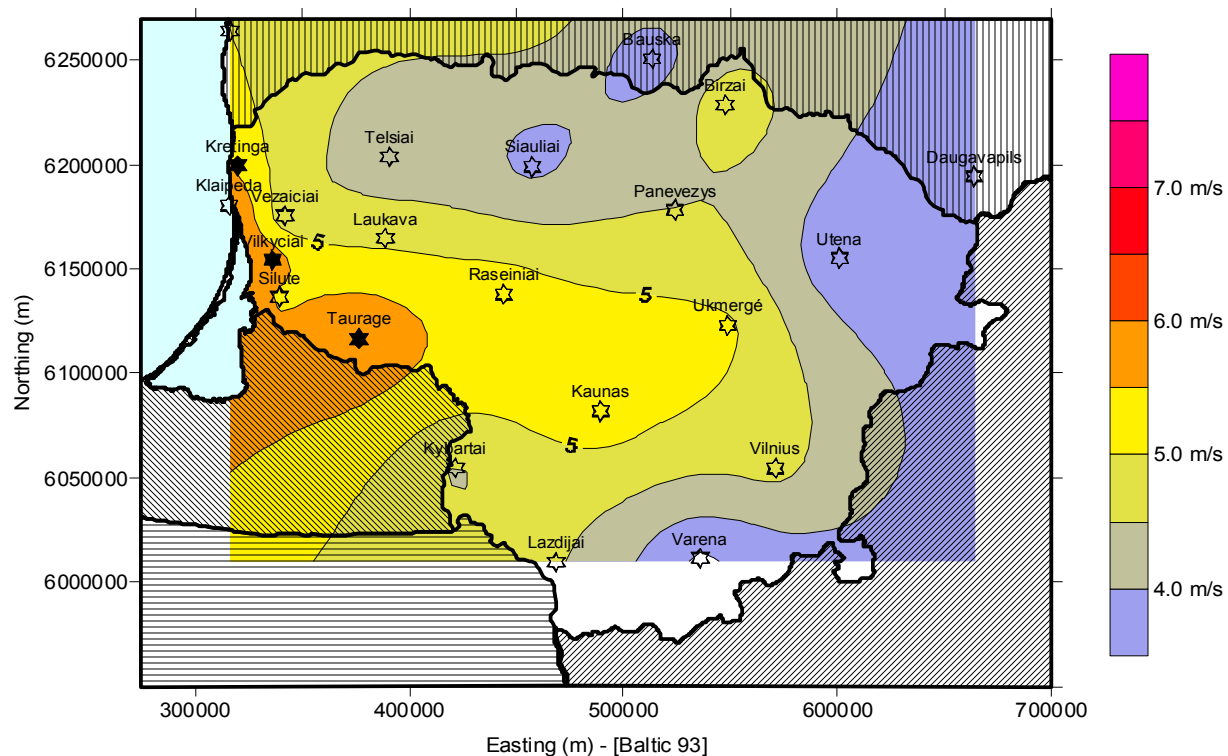 6250000
6200000
6150000
6100000
6050000
6000000
Northing (m)
Bauska
Birzai
Kretinga
Telsiai
Siauliai
Daugavapils
Klaipeda
Vezaiciai
Panevezys
Laukava
5
Utena
Vilkyciai
Silute
Raseiniai
5
Ukmergé
Taurage
Kaunas
5
Kybartai
Vilnius
Lazdijai
Varena
7.0 m/s
6.0 m/s
5.0 m/s
4.0 m/s
300000 400000 500000 600000 700000
Easting (m) - [Baltic 93]